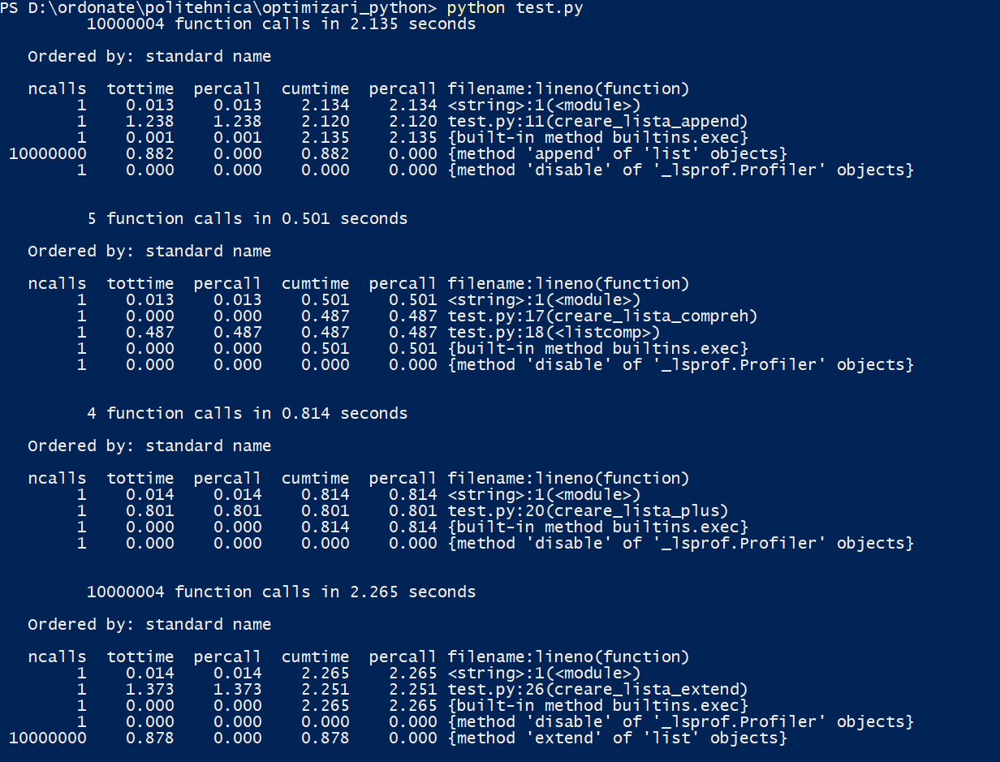 PS D:\ordonate\politehnica\optimizari_python> python test.py
         10000004 function calls in 2.135 seconds
   Ordered by: standard name
   ncalls  tottime  percall  cumtime  percall filename:lineno(function)
        1    0.013    0.013    2.134    2.134 <string>:1(<module>)
        1    1.238    1.238    2.120    2.120 test.py:11(creare_lista_append)
        1    0.001    0.001    2.135    2.135 {built-in method builtins.exec}
 10000000    0.882    0.000    0.882    0.000 {method 'append' of 'list' objects}
        1    0.000    0.000    0.000    0.000 {method 'disable' of '_lsprof.Profiler' objects}
         5 function calls in 0.501 seconds
   Ordered by: standard name
   ncalls  tottime  percall  cumtime  percall filename:lineno(function)
        1    0.013    0.013    0.501    0.501 <string>:1(<module>)
        1    0.000    0.000    0.487    0.487 test.py:17(creare_lista_compreh)
        1    0.487    0.487    0.487    0.487 test.py:18(<listcomp>)
        1    0.000    0.000    0.501    0.501 {built-in method builtins.exec}
        1    0.000    0.000    0.000    0.000 {method 'disable' of '_lsprof.Profiler' objects}
         4 function calls in 0.814 seconds
   Ordered by: standard name
   ncalls  tottime  percall  cumtime  percall filename:lineno(function)
        1    0.014    0.014    0.814    0.814 <string>:1(<module>)
        1    0.801    0.801    0.801    0.801 test.py:20(creare_lista_plus)
        1    0.000    0.000    0.814    0.814 {built-in method builtins.exec}
        1    0.000    0.000    0.000    0.000 {method 'disable' of '_lsprof.Profiler' objects}
         10000004 function calls in 2.265 seconds
   Ordered by: standard name
   ncalls  tottime  percall  cumtime  percall filename:lineno(function)
        1    0.014    0.014    2.265    2.265 <string>:1(<module>)
        1    1.373    1.373    2.251    2.251 test.py:26(creare_lista_extend)
        1    0.000    0.000    2.265    2.265 {built-in method builtins.exec}
        1    0.000    0.000    0.000    0.000 {method 'disable' of '_lsprof.Profiler' objects}
 10000000    0.878    0.000    0.878    0.000 {method 'extend' of 'list' objects}